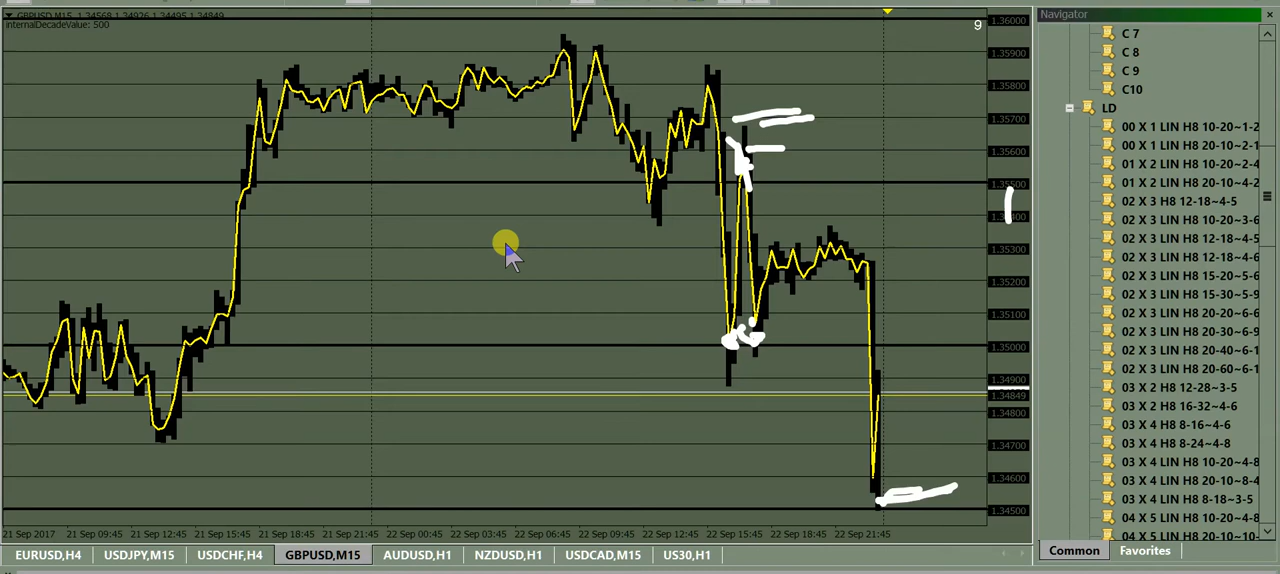 GBPUSD,M15 1.34568 1.34926 1.34495 1.34849
InternalDecadeValue: 500
9
1.36000
1.35900
1.35800
1.35700
1.35600
1.35500
1.35400
1.35300
1.35200
1.35100
1.35000
1.34900
1.34849
1.34800
1.34700
1.34600
1.34500
21 Sep 2017
21 Sep 09:45
21 Sep 12:45
21 Sep 18:45
21 Sep 21:45
22 Sep 00:45
22 Sep 03:45
22 Sep 06:45
22 Sep 09:45
22 Sep 12:45
22 Sep 15:45
22 Sep 18:45
22 Sep 21:45
EURUSD,H4
USDJPY,M15
USDCHF,H4
GBPUSD,M15
AUDUSD,H1
NZDUSD,H1
USDCAD,M15
US30,H1
Navigator
C 7
C 8
C 9
C10
LD
00 X 1 LIN H8 10-20~1-2
00 X 1 LIN H8 20-10~2-1
01 X 2 LIN H8 10-20~2-4
01 X 2 LIN H8 20-10~4-2
02 X 3 H8 12-18~4-5
02 X 3 LIN H8 10-20~3-6
02 X 3 LIN H8 12-18~4-5
02 X 3 LIN H8 12-18~4-6
02 X 3 LIN H8 15-20~5-6
02 X 3 LIN H8 15-30~5-9
02 X 3 LIN H8 20-20~6-6
02 X 3 LIN H8 20-30~6-9
02 X 3 LIN H8 20-40~6-1
02 X 3 LIN H8 20-60~6-1
03 X 2 H8 12-28~3-5
03 X 2 H8 16-32~4-6
03 X 4 H8 8-16~4-6
03 X 4 H8 8-24~4-8
03 X 4 LIN H8 10-20~4-8
03 X 4 LIN H8 20-10~8-4
03 X 4 LIN H8 8-18~3-5
04 X 5 LIN H8 10-20~4-8
04 X 5 LIN H8 20-10~10-
Common
Favorites